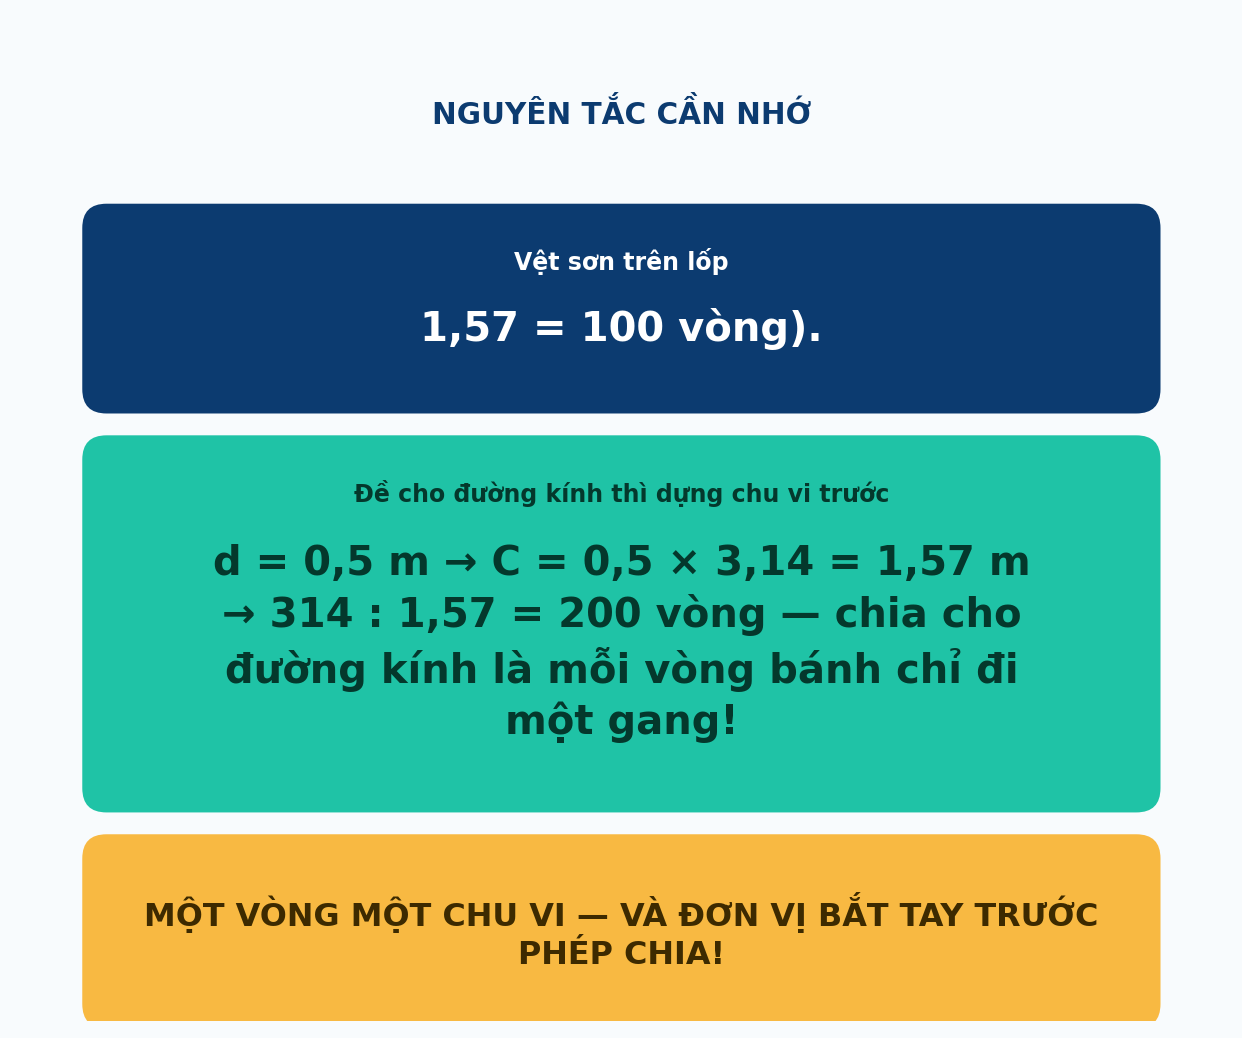 NGUYÊN TẮC CẦN NHỚ
Vệt sơn trên lốp
1,57 = 100 vòng).
Đề cho đường kính thì dựng chu vi trước
d = 0,5 m → C = 0,5 × 3,14 = 1,57 m
→ 314 : 1,57 = 200 vòng — chia cho
đường kính là mỗi vòng bánh chỉ đi
một gang!
MỘT VÒNG MỘT CHU VI — VÀ ĐƠN VỊ BẮT TAY TRƯỚC
PHÉP CHIA!